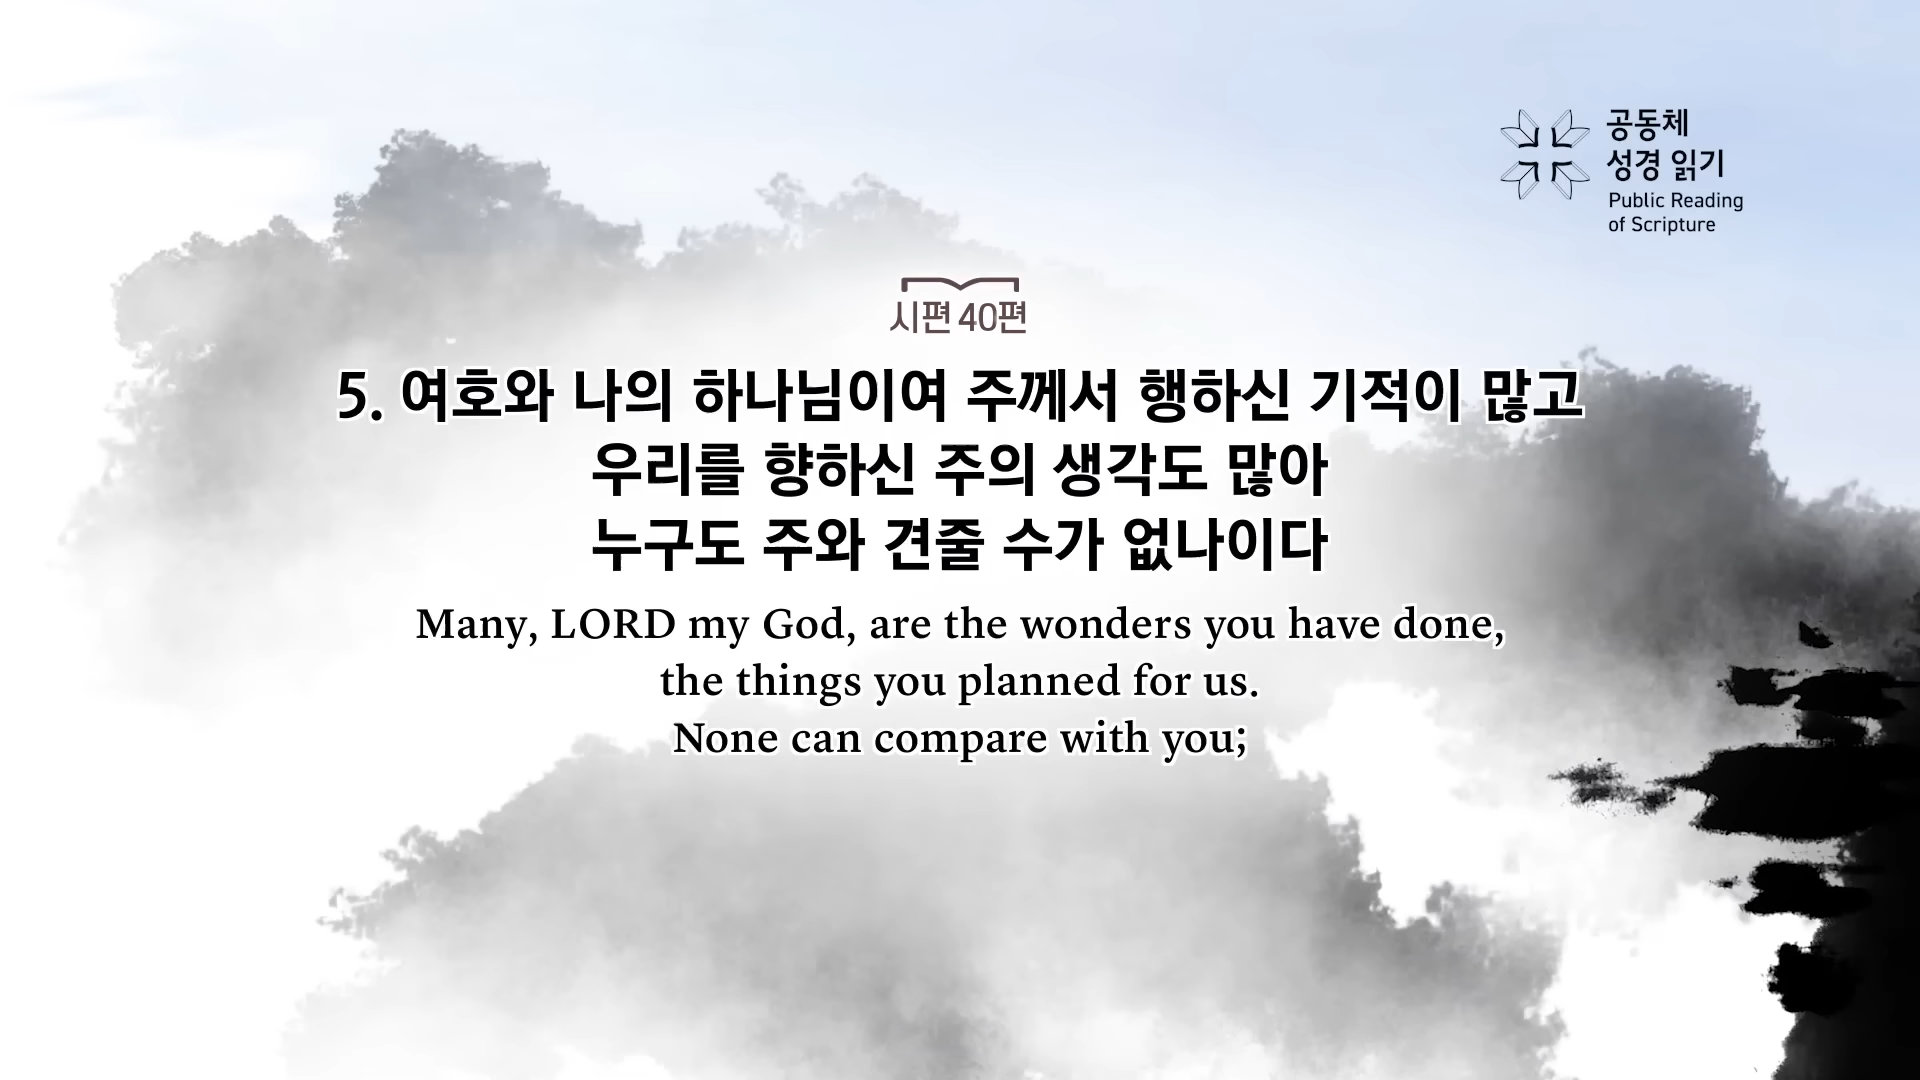 공동체
성경 읽기
Public Reading
of Scripture
시편 40편
5. 여호와 나의 하나님이여 주께서 행하신 기적이 많고
우리를 향하신 주의 생각도 많아
누구도 주와 견줄 수가 없나이다
Many, LORD my God, are the wonders you have done,
the things you planned for us.
None can compare with you;